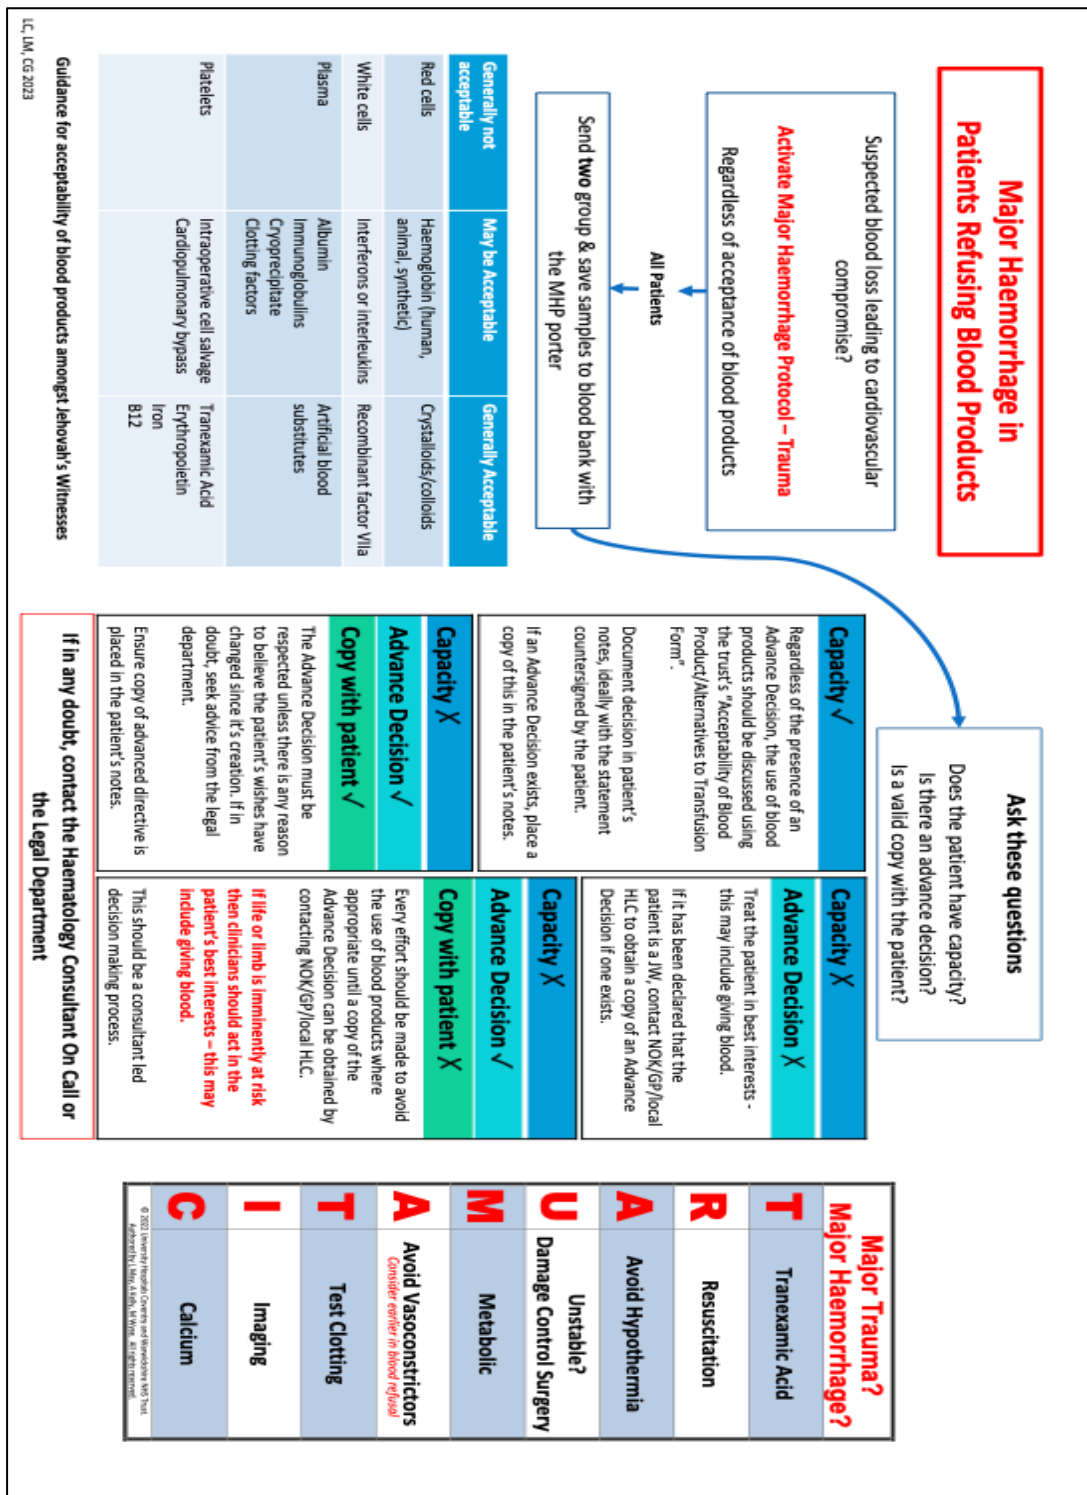 Major Haemorrhage in
Patients Refusing Blood Products
Suspected blood loss leading to cardiovascular
compromise?
Activate Major Haemorrhage Protocol – Trauma
Regardless of acceptance of blood products
All Patients
Send two group & save samples to blood bank with
the MHP porter
Generally not
acceptable
May be Acceptable
Generally Acceptable
Red cells
Haemoglobin (human,
animal, synthetic)
Crystalloids/colloids
White cells
Interferons or interleukins
Recombinant factor VIIa
Plasma
Albumin
Immunoglobulins
Cryoprecipitate
Clotting factors
Artificial blood
substitutes
Platelets
Intraoperative cell salvage
Cardiopulmonary bypass
Tranexamic Acid
Erythropoietin
Iron
B12
Guidance for acceptability of blood products amongst Jehovah's Witnesses
LC, LM, CG 2023
Ask these questions
Does the patient have capacity?
Is there an advance decision?
Is a valid copy with the patient?
Capacity ✓
Regardless of the presence of an
Advance Decision, the use of blood
products should be discussed using
the trust's "Acceptability of Blood
Product/Alternatives to Transfusion
Form".
Document decision in patient's
notes, ideally with the statement
countersigned by the patient.
If an Advance Decision exists, place a
copy of this in the patient's notes.
Capacity X
Advance Decision ✓
Copy with patient ✓
The Advance Decision must be
respected unless there is any reason
to believe the patient's wishes have
changed since it's creation. If in
doubt, seek advice from the legal
department.
Ensure copy of advanced directive is
placed in the patient's notes.
Capacity X
Advance Decision X
Treat the patient in best interests -
this may include giving blood.
If it has been declared that the
patient is a JW, contact NOK/GP/local
HLC to obtain a copy of an Advance
Decision if one exists.
Capacity X
Advance Decision ✓
Copy with patient X
Every effort should be made to avoid
the use of blood products where
appropriate until a copy of the
Advance Decision can be obtained by
contacting NOK/GP/local HLC.
If life or limb is imminently at risk
then clinicians should act in the
patient's best interests – this may
include giving blood.
This should be a consultant led
decision making process.
If in any doubt, contact the Haematology Consultant On Call or
the Legal Department
Major Trauma?
Major Haemorrhage?
T Tranexamic Acid
R Resuscitation
A Avoid Hypothermia
U Unstable?
Damage Control Surgery
M Metabolic
A Avoid Vasoconstrictors
Consider earlier in blood refusal
T Test Clotting
I Imaging
C Calcium
© 2022 University Hospitals Coventry and Warwickshire NHS Trust.
Authored by L May, A Kelly, M Wyse. All rights reserved.